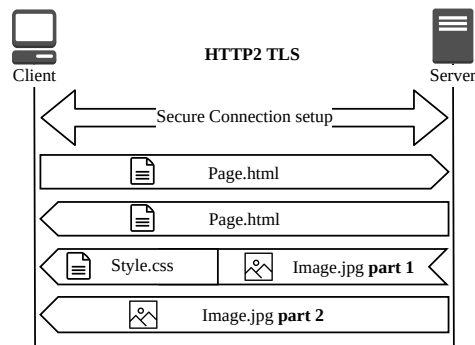 HTTP2 TLS
Client
Server
Secure Connection setup
Page.html
Page.html
Style.css
Image.jpg part 1
Image.jpg part 2